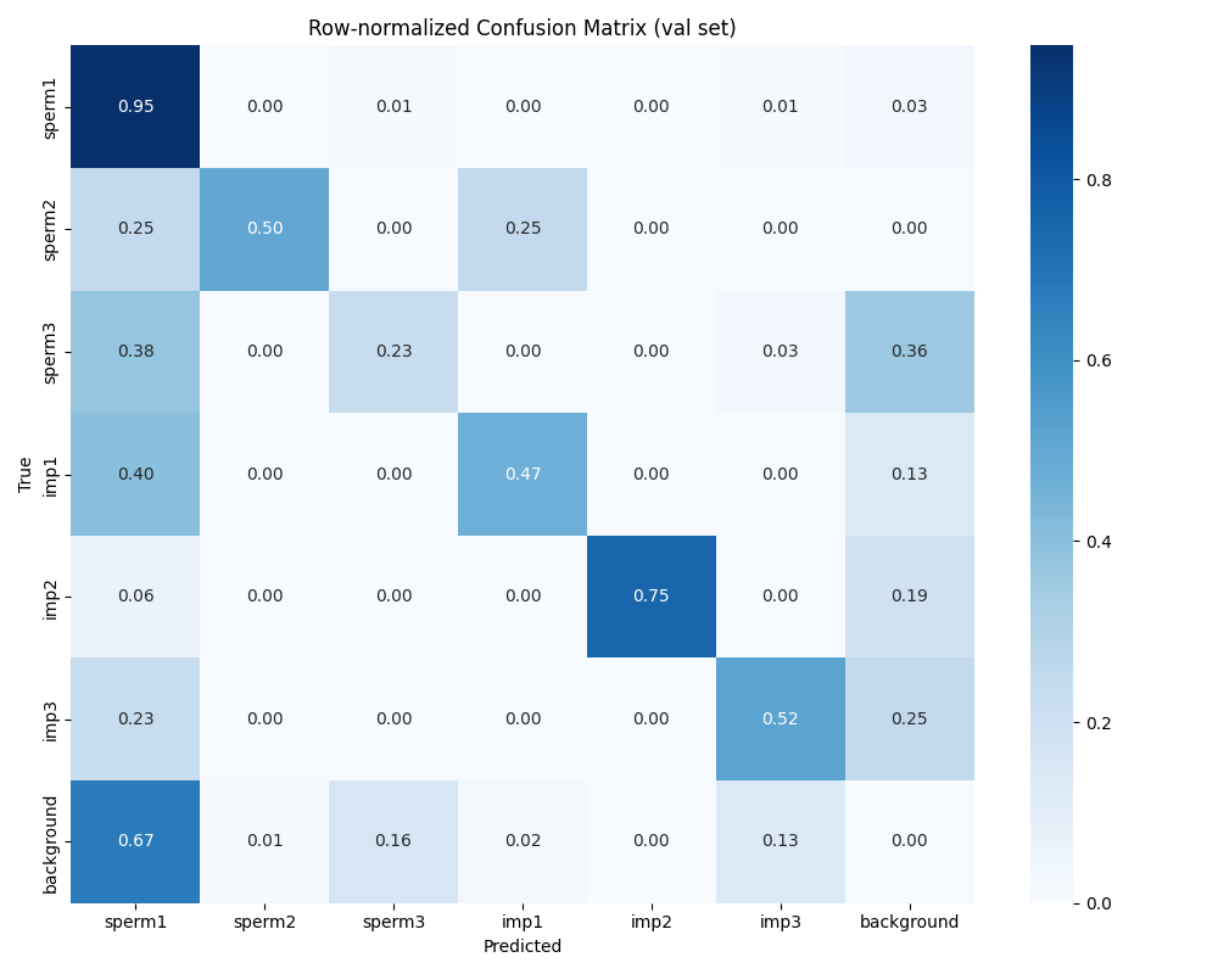 Row-normalized Confusion Matrix (val set)
sperm1 0.95 0.00 0.01 0.00 0.00 0.01 0.03
sperm2 0.25 0.50 0.00 0.25 0.00 0.00 0.00
sperm3 0.38 0.00 0.23 0.00 0.00 0.03 0.36
imp1 0.40 0.00 0.00 0.47 0.00 0.00 0.13
imp2 0.06 0.00 0.00 0.00 0.75 0.00 0.19
imp3 0.23 0.00 0.00 0.00 0.00 0.52 0.25
background 0.67 0.01 0.16 0.02 0.00 0.13 0.00
True
sperm1 sperm2 sperm3 imp1 imp2 imp3 background
Predicted
0.8
0.6
0.4
0.2
0.0